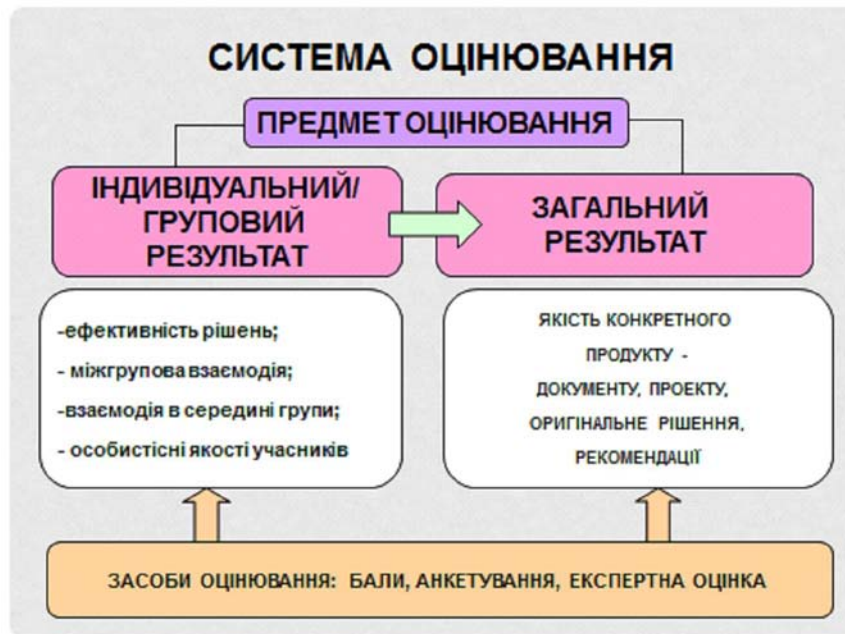 СИСТЕМА ОЦІНЮВАННЯ
ПРЕДМЕТ ОЦІНЮВАННЯ
ІНДИВІДУАЛЬНИЙ/
ГРУПОВИЙ
РЕЗУЛЬТАТ
ЗАГАЛЬНИЙ
РЕЗУЛЬТАТ
-ефективність рішень;
- міжгрупова взаємодія;
-взаємодія в середині групи;
- особистісні якості учасників
ЯКІСТЬ КОНКРЕТНОГО
ПРОДУКТУ -
ДОКУМЕНТУ, ПРОЕКТУ,
ОРИГІНАЛЬНЕ РІШЕННЯ,
РЕКОМЕНДАЦІЇ
ЗАСОБИ ОЦІНЮВАННЯ: БАЛИ, АНКЕТУВАННЯ, ЕКСПЕРТНА ОЦІНКА